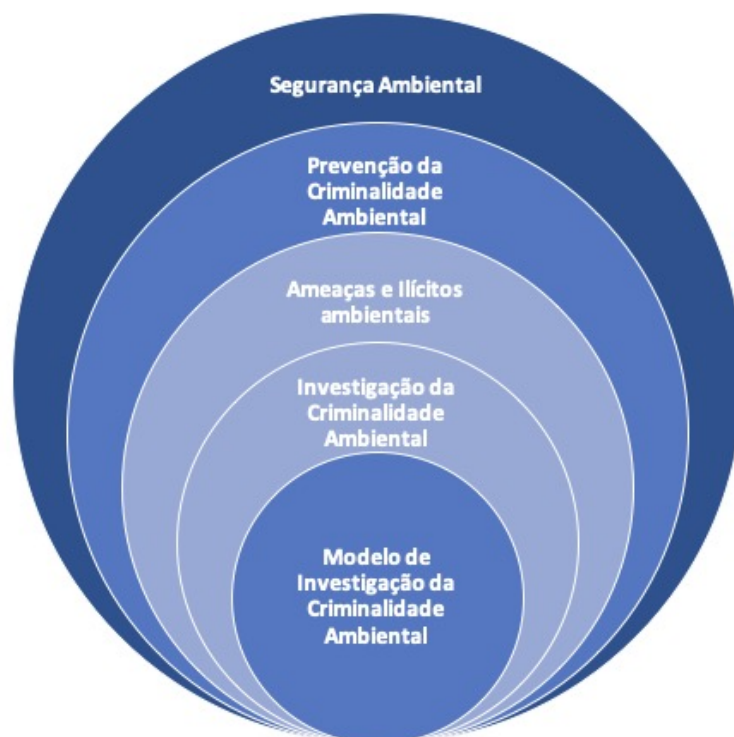 Segurança Ambiental
Prevenção da
Criminalidade
Ambiental
Ameaças e Ilícitos
ambientais
Investigação da
Criminalidade
Ambiental
Modelo de
Investigação da
Criminalidade
Ambiental